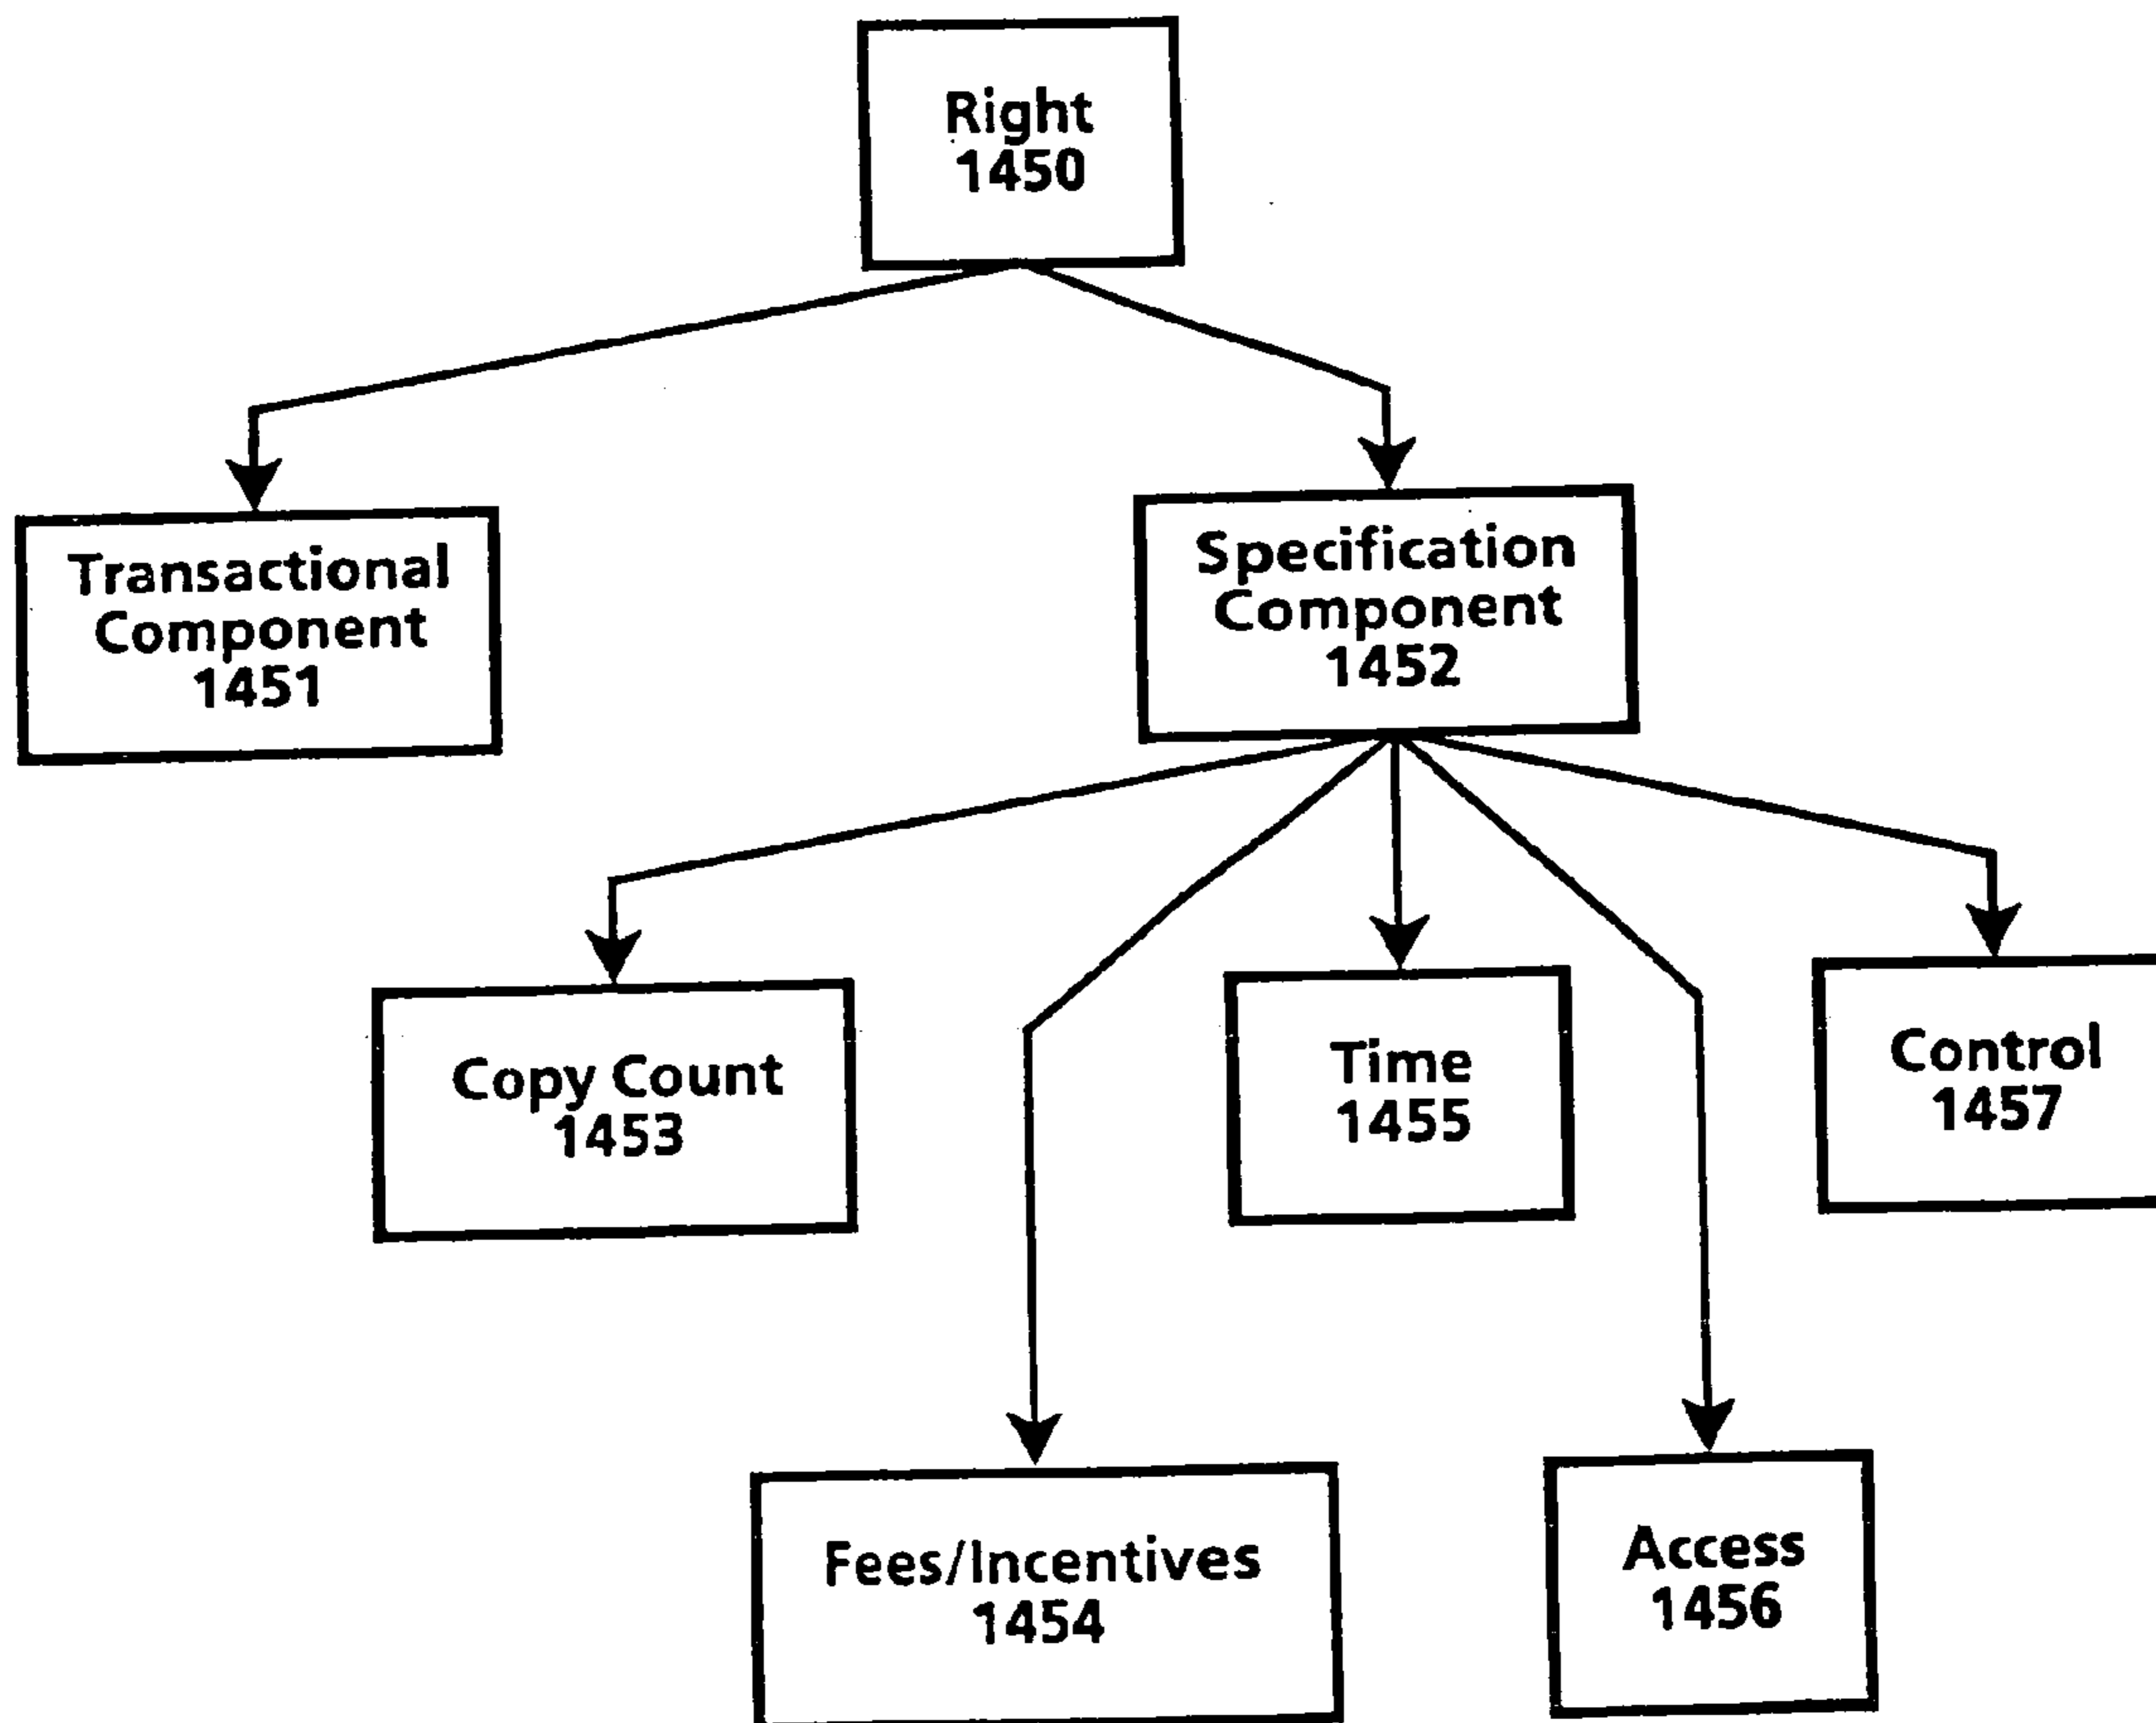 Right
1450
Transactional
Component
1451
Specification
Component
1452
Copy Count
1453
Time
1455
Control
1457
Fees/Incentives
1454
Access
1456